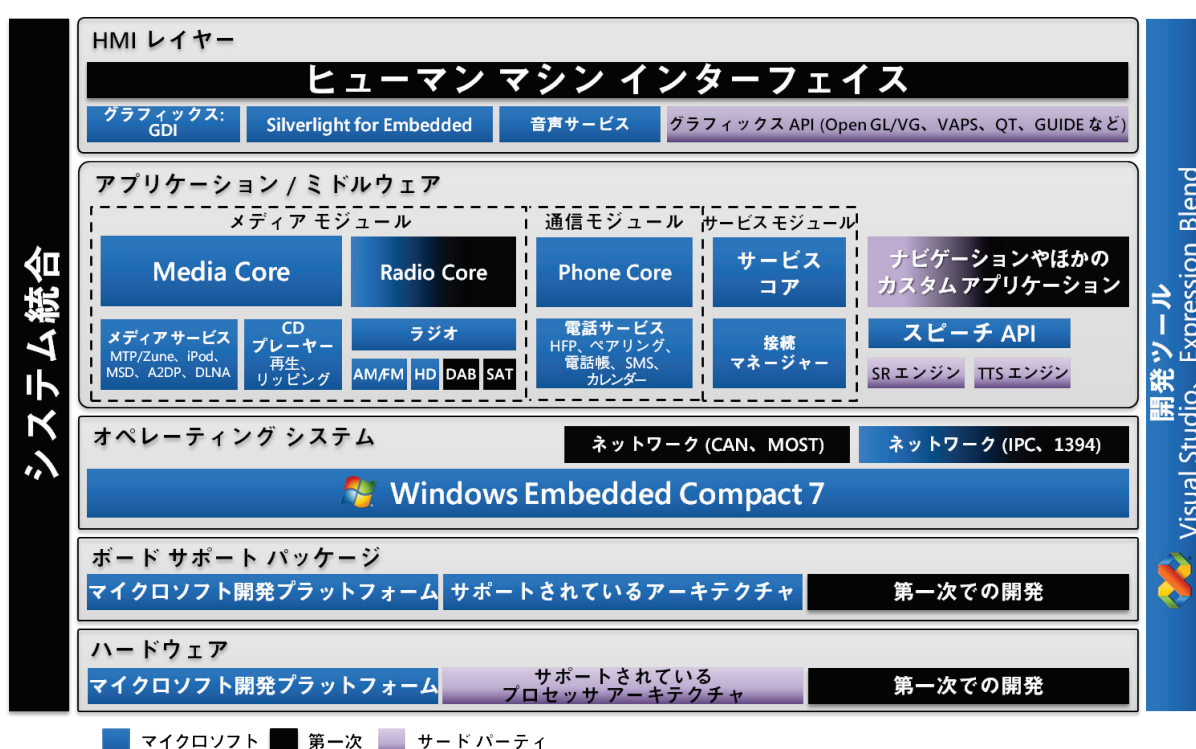 システム統合
HMI レイヤー
ヒューマン マシン インターフェイス
グラフィックス:
GDI
Silverlight for Embedded
音声サービス
グラフィックス API (Open GL/VG、VAPS、QT、GUIDE など)
アプリケーション / ミドルウェア
メディア モジュール
Media Core
Radio Core
メディア サービス
MTP/Zune、iPod、
MSD、A2DP、DLNA
CD
プレーヤー
再生、
リッピング
ラジオ
AM/FM
HD
DAB
SAT
通信モジュール
Phone Core
電話サービス
HFP、ペアリング、
電話帳、SMS、
カレンダー
サービス モジュール
サービス
コア
接続
マネージャー
ナビゲーションやほかの
カスタム アプリケーション
スピーチ API
SR エンジン
TTS エンジン
オペレーティング システム
ネットワーク (CAN、MOST)
ネットワーク (IPC、1394)
Windows Embedded Compact 7
ボード サポート パッケージ
マイクロソフト開発プラットフォーム
サポートされているアーキテクチャ
第一次での開発
ハードウェア
マイクロソフト開発プラットフォーム
サポートされている
プロセッサ アーキテクチャ
第一次での開発
開発ツール
Visual Studio、Expression Blend
マイクロソフト
第一次
サード パーティ